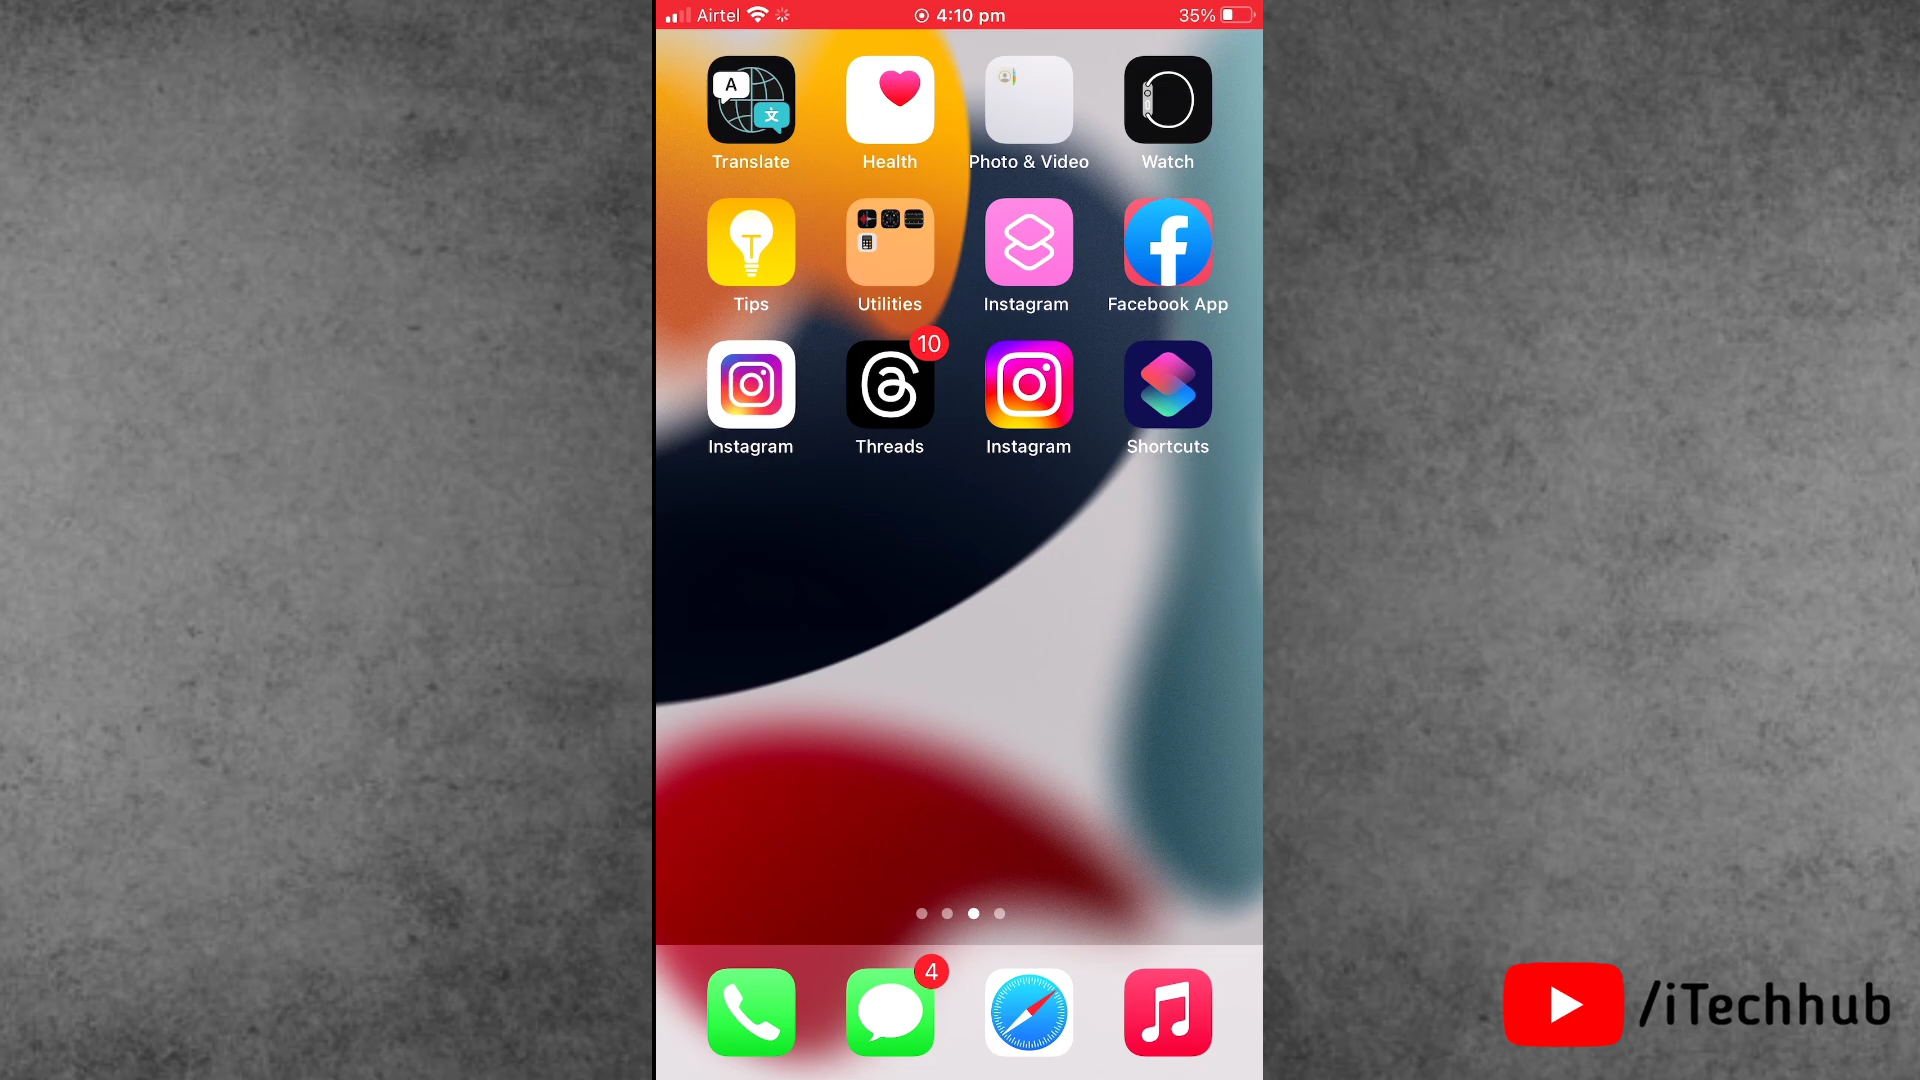 Airtel 4:10 pm 35%
A 文
Translate Health Photo & Video Watch
Tips Utilities Instagram Facebook App
10
Instagram Threads Instagram Shortcuts
4
/iTechhub